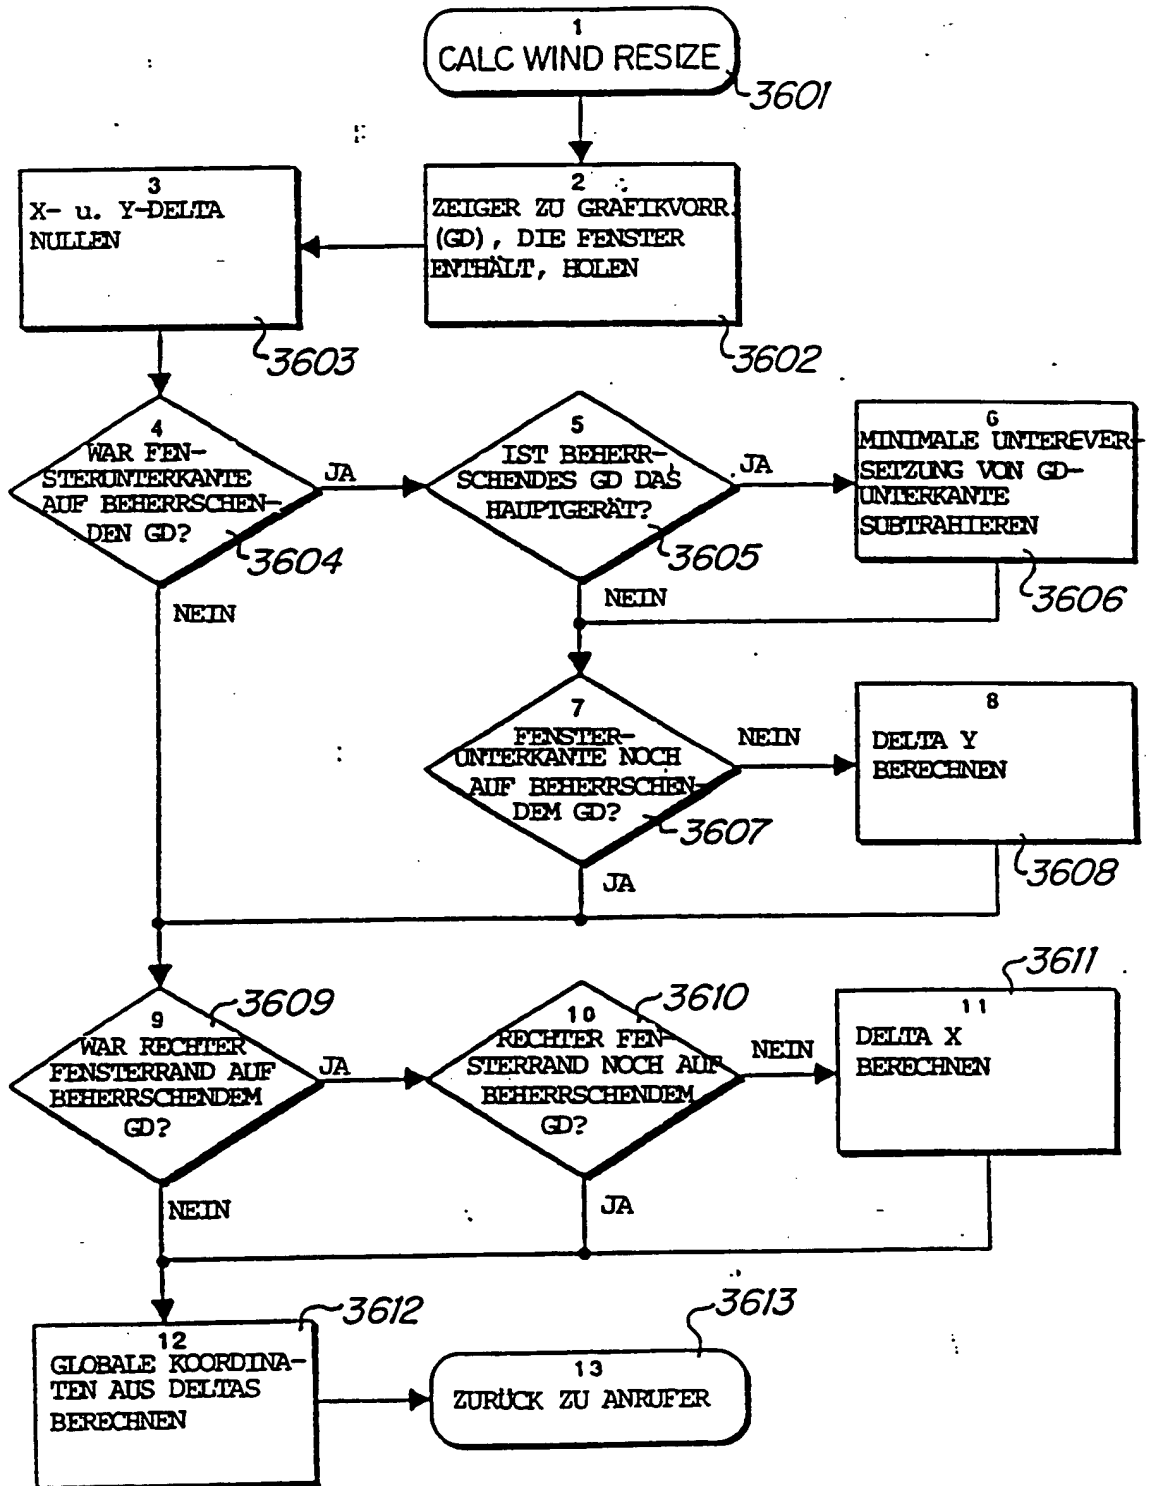 1
CALC WIND RESIZE
3601
2
ZEIGER ZU GRAFIKVORR.
(GD), DIE FENSTER
ENTHÄLT, HOLEN
3602
3
X- u. Y-DELTA
NULLEN
3603
4
WAR FEN-
STERUNTERKANTE
AUF BEHERRSCHEN-
DEN GD?
3604
JA
NEIN
5
IST BEHERR-
SCHENDES GD DAS
HAUPTGERÄT?
3605
JA
NEIN
6
MINIMALE UNTEREVER-
SETZUNG VON GD-
UNTERKANTE
SUBTRAHIEREN
3606
7
FENSTER-
UNTERKANTE NOCH
AUF BEHERRSCHEN-
DEM GD?
3607
NEIN
JA
8
DELTA Y
BERECHNEN
3608
9
WAR RECHTER
FENSTERRAND AUF
BEHERRSCHENDEM
GD?
3609
JA
NEIN
10
RECHTER FEN-
STERRAND NOCH AUF
BEHERRSCHENDEM
GD?
3610
NEIN
JA
11
DELTA X
BERECHNEN
3611
12
GLOBALE KOORDINA-
TEN AUS DELTAS
BERECHNEN
3612
13
ZURÜCK ZU ANRUFER
3613